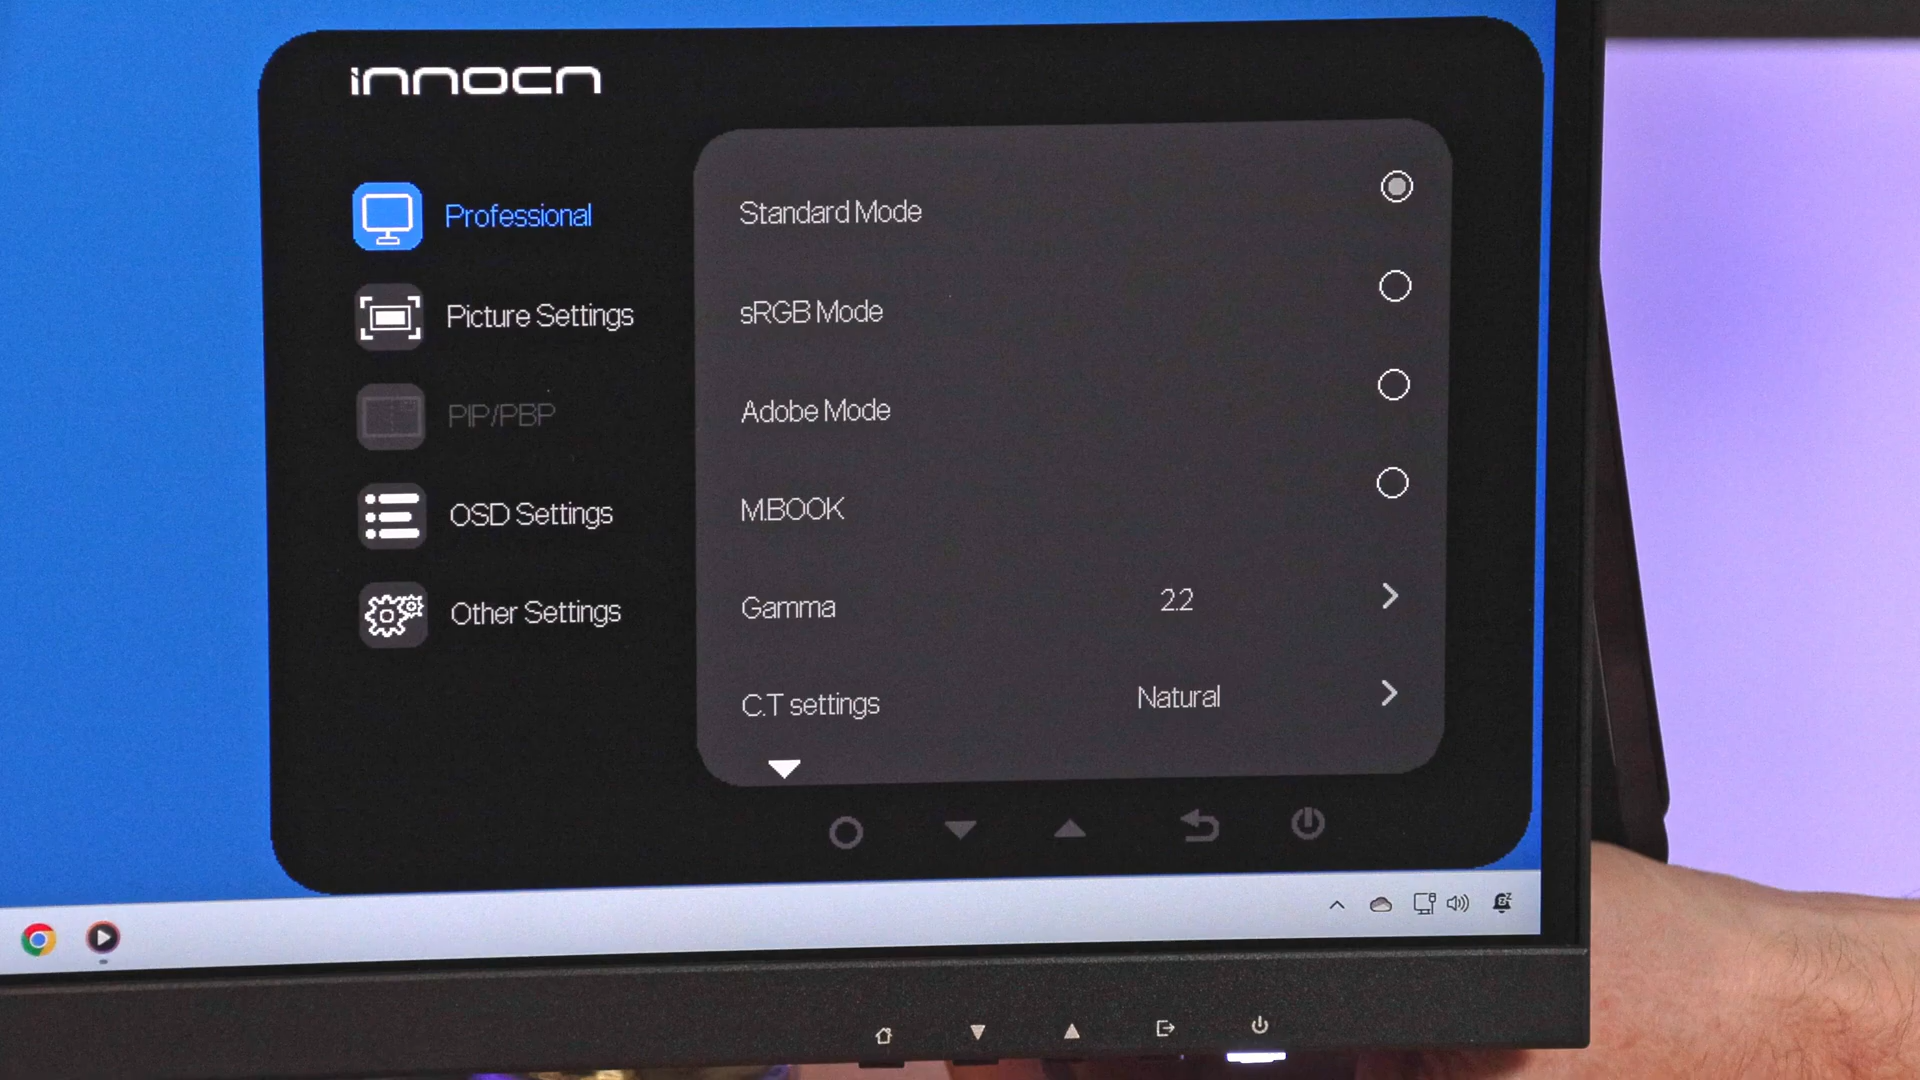 innocn
Professional
Picture Settings
PIP/PBP
OSD Settings
Other Settings
Standard Mode
sRGB Mode
Adobe Mode
M.BOOK
Gamma 2.2
C.T settings Natural